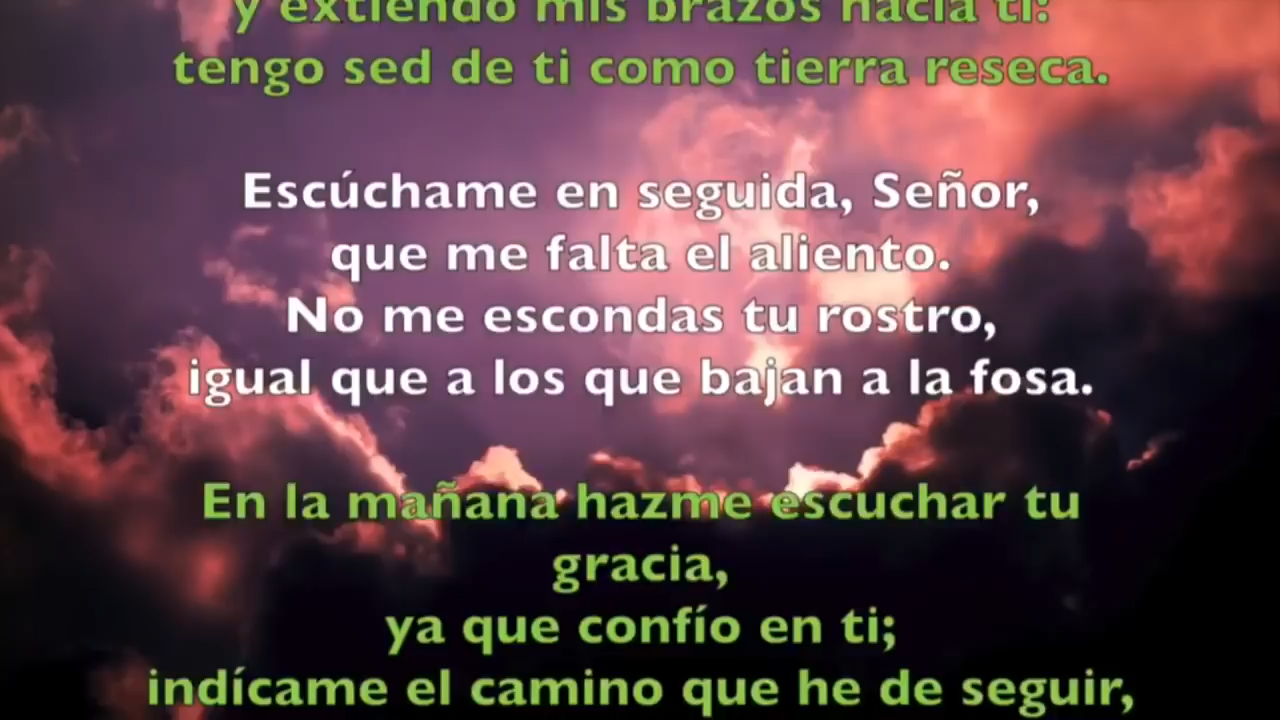 y extiendo mis brazos hacia ti:
tengo sed de ti como tierra reseca.
Escúchame en seguida, Señor,
que me falta el aliento.
No me escondas tu rostro,
igual que a los que bajan a la fosa.
En la mañana hazme escuchar tu
gracia,
ya que confío en ti;
indícame el camino que he de seguir,